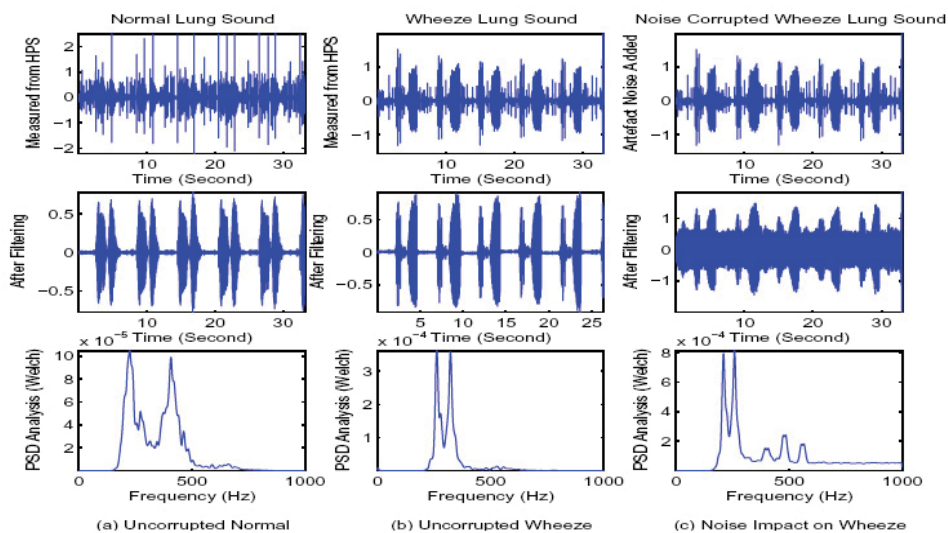 Normal Lung Sound
Wheeze Lung Sound
Noise Corrupted Wheeze Lung Sound
Measured from HPS
2
1
0
−1
−2
10
20
30
Time (Second)
Measured from HPS
1
0
−1
10
20
30
Time (Second)
Artefact Noise Added
1
0
−1
10
20
30
Time (Second)
After Filtering
0.5
0
−0.5
10
20
30
Time (Second)
After Filtering
0.5
0
−0.5
5
10
15
20
25
Time (Second)
After Filtering
1
0
−1
10
20
30
Time (Second)
PSD Analysis (Welch)
× 10⁻⁵
10
8
6
4
2
0
500
1000
Frequency (Hz)
PSD Analysis (Welch)
× 10⁻⁴
3
2
1
0
500
1000
Frequency (Hz)
PSD Analysis (Welch)
× 10⁻⁴
8
6
4
2
0
500
1000
Frequency (Hz)
(a) Uncorrupted Normal
(b) Uncorrupted Wheeze
(c) Noise Impact on Wheeze